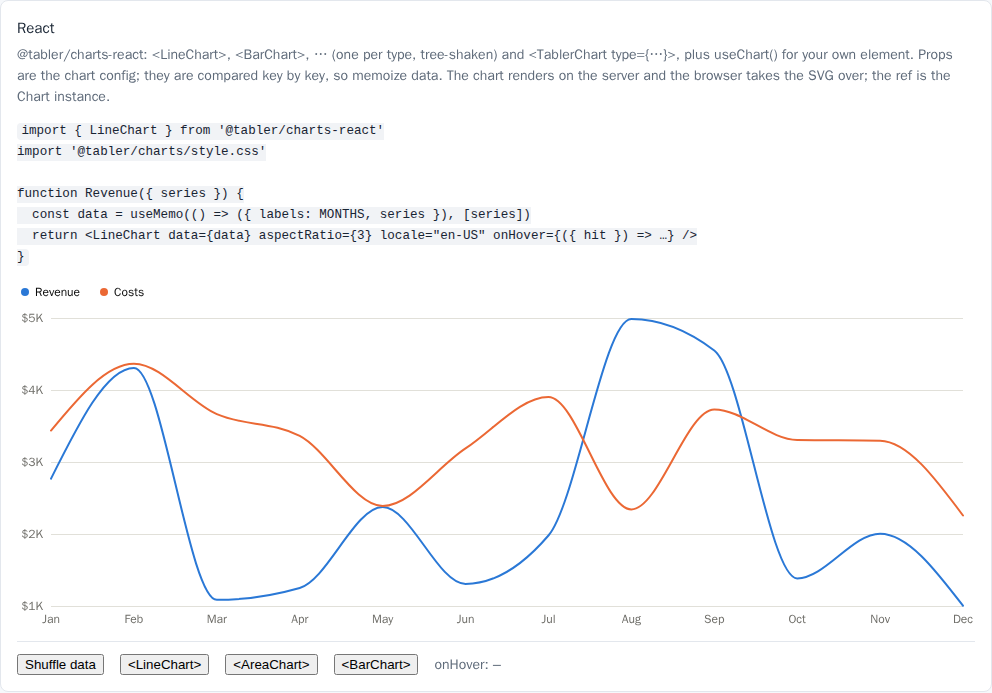 React
@tabler/charts-react: <LineChart>, <BarChart>, ⋯ (one per type, tree-shaken) and <TablerChart type={⋯}>, plus useChart() for your own element. Props
are the chart config; they are compared key by key, so memoize data. The chart renders on the server and the browser takes the SVG over; the ref is the
Chart instance.
import { LineChart } from '@tabler/charts-react'
import '@tabler/charts/style.css'
function Revenue({ series }) {
  const data = useMemo(() => ({ labels: MONTHS, series }), [series])
  return <LineChart data={data} aspectRatio={3} locale="en-US" onHover={({ hit }) => …} />
}
Revenue Costs
$5K
$4K
$3K
$2K
$1K
Jan Feb Mar Apr May Jun Jul Aug Sep Oct Nov Dec
Shuffle data <LineChart> <AreaChart> <BarChart> onHover: —